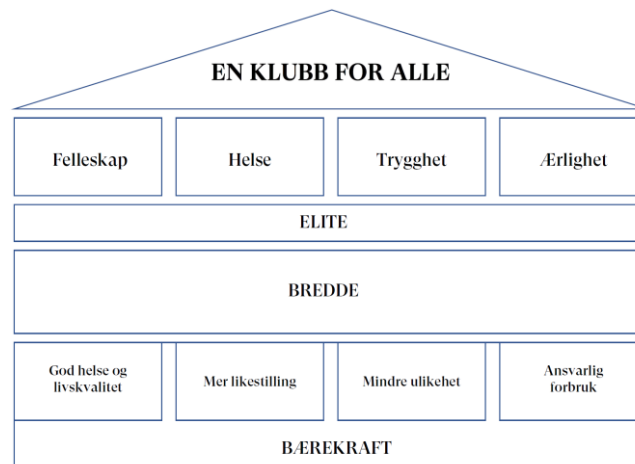 EN KLUBB FOR ALLE
Felleskap
Helse
Trygghet
Ærlighet
ELITE
BREDDE
God helse og
livskvalitet
Mer likestilling
Mindre ulikehet
Ansvarlig
forbruk
BÆREKRAFT